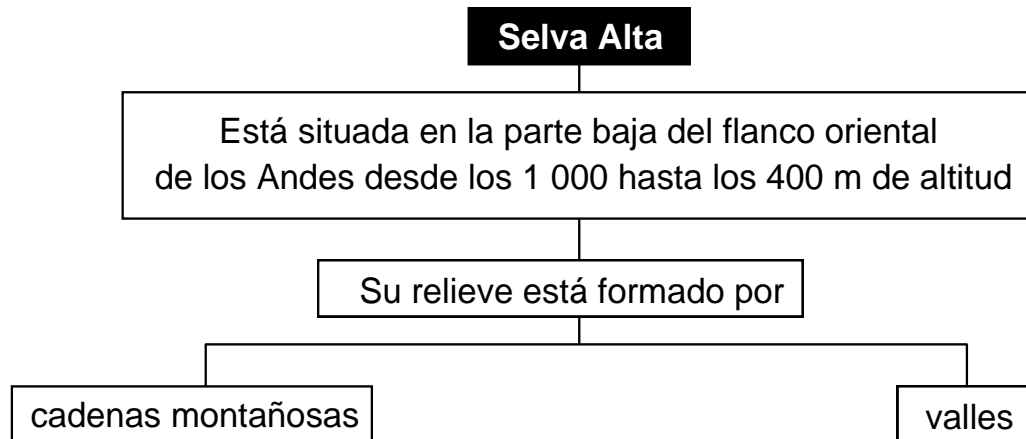 Selva Alta
Está situada en la parte baja del flanco oriental
de los Andes desde los 1 000 hasta los 400 m de altitud
Su relieve está formado por
cadenas montañosas
valles